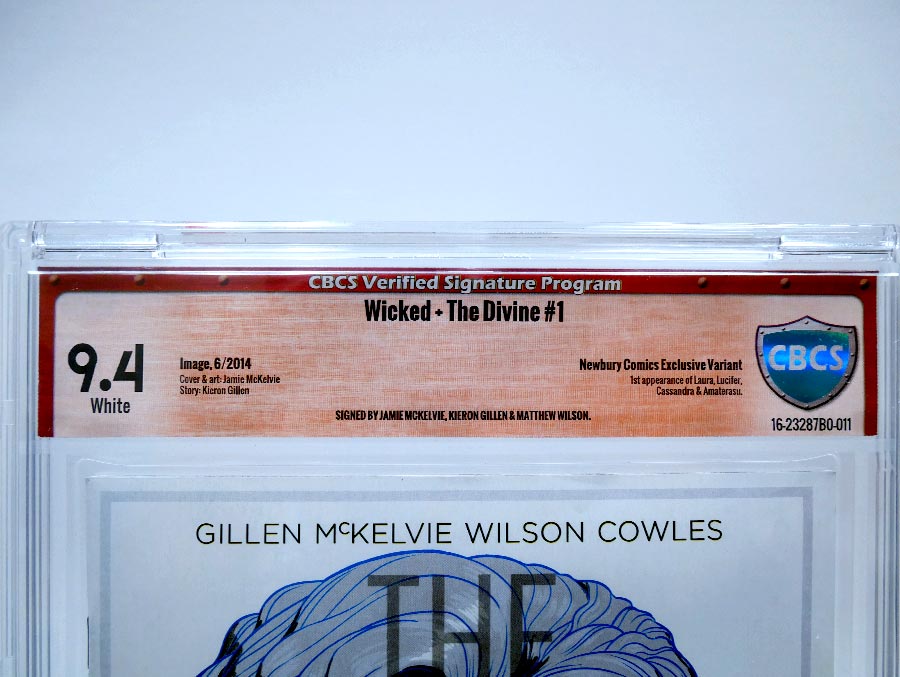 CBCS Verified Signature Program
Wicked + The Divine #1
9.4
White
Image, 6/2014
Cover & art: Jamie McKelvie
Story: Kieron Gillen
Newbury Comics Exclusive Variant
1st appearance of Laura, Lucifer,
Cassandra & Amaterasu.
SIGNED BY JAMIE MCKELVIE, KIERON GILLEN & MATTHEW WILSON.
CBCS
16-23287B0-011
GILLEN McKELVIE WILSON COWLES
THE